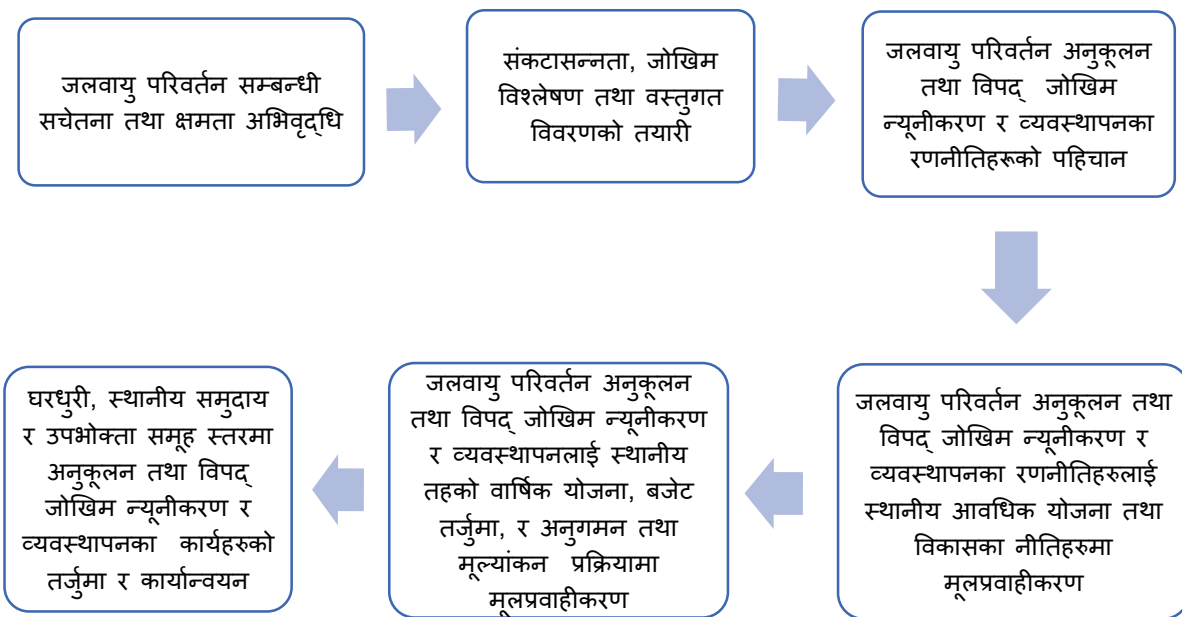 जलवायु परिवर्तन सम्बन्धी
सचेतना तथा क्षमता अभिवृद्धि
संकटासन्नता, जोखिम
विश्लेषण तथा वस्तुगत
विवरणको तयारी
जलवायु परिवर्तन अनुकूलन
तथा विपद् जोखिम
न्यूनीकरण र व्यवस्थापनका
रणनीतिहरूको पहिचान
जलवायु परिवर्तन अनुकूलन तथा
विपद् जोखिम न्यूनीकरण र
व्यवस्थापनका रणनीतिहरुलाई
स्थानीय आवधिक योजना तथा
विकासका नीतिहरुमा
मूलप्रवाहीकरण
जलवायु परिवर्तन अनुकूलन
तथा विपद् जोखिम न्यूनीकरण
र व्यवस्थापनलाई स्थानीय
तहको वार्षिक योजना, बजेट
तर्जुमा, र अनुगमन तथा
मूल्यांकन प्रक्रियामा
मूलप्रवाहीकरण
घरधुरी, स्थानीय समुदाय
र उपभोक्ता समूह स्तरमा
अनुकूलन तथा विपद्
जोखिम न्यूनीकरण र
व्यवस्थापनका कार्यहरुको
तर्जुमा र कार्यान्वयन